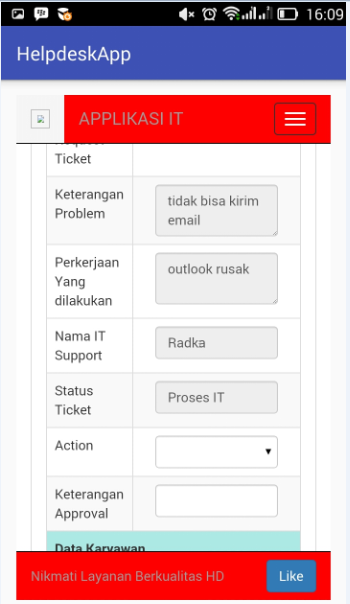 16:09
HelpdeskApp
APPLIKASI IT
Request
Ticket
Keterangan
Problem
tidak bisa kirim
email
Perkerjaan
Yang
dilakukan
outlook rusak
Nama IT
Support
Radka
Status
Ticket
Proses IT
Action
Keterangan
Approval
Data Karyawan
Nikmati Layanan Berkualitas HD
Like